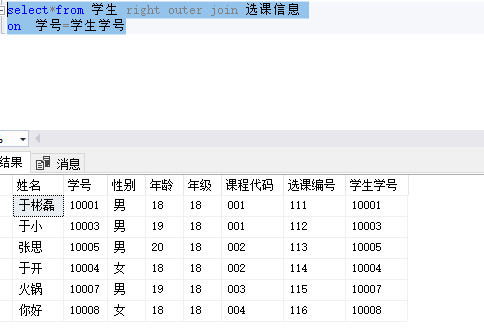 select*from 学生 right outer join 选课信息
on 学号=学生学号
结果 消息
姓名 学号 性别 年龄 年级 课程代码 选课编号 学生学号
于彬磊 10001 男 18 18 001 111 10001
于小 10003 男 19 18 001 112 10003
张思 10005 男 20 18 002 113 10005
于开 10004 女 18 18 002 114 10004
火锅 10007 男 19 18 003 115 10007
你好 10008 女 18 18 004 116 10008